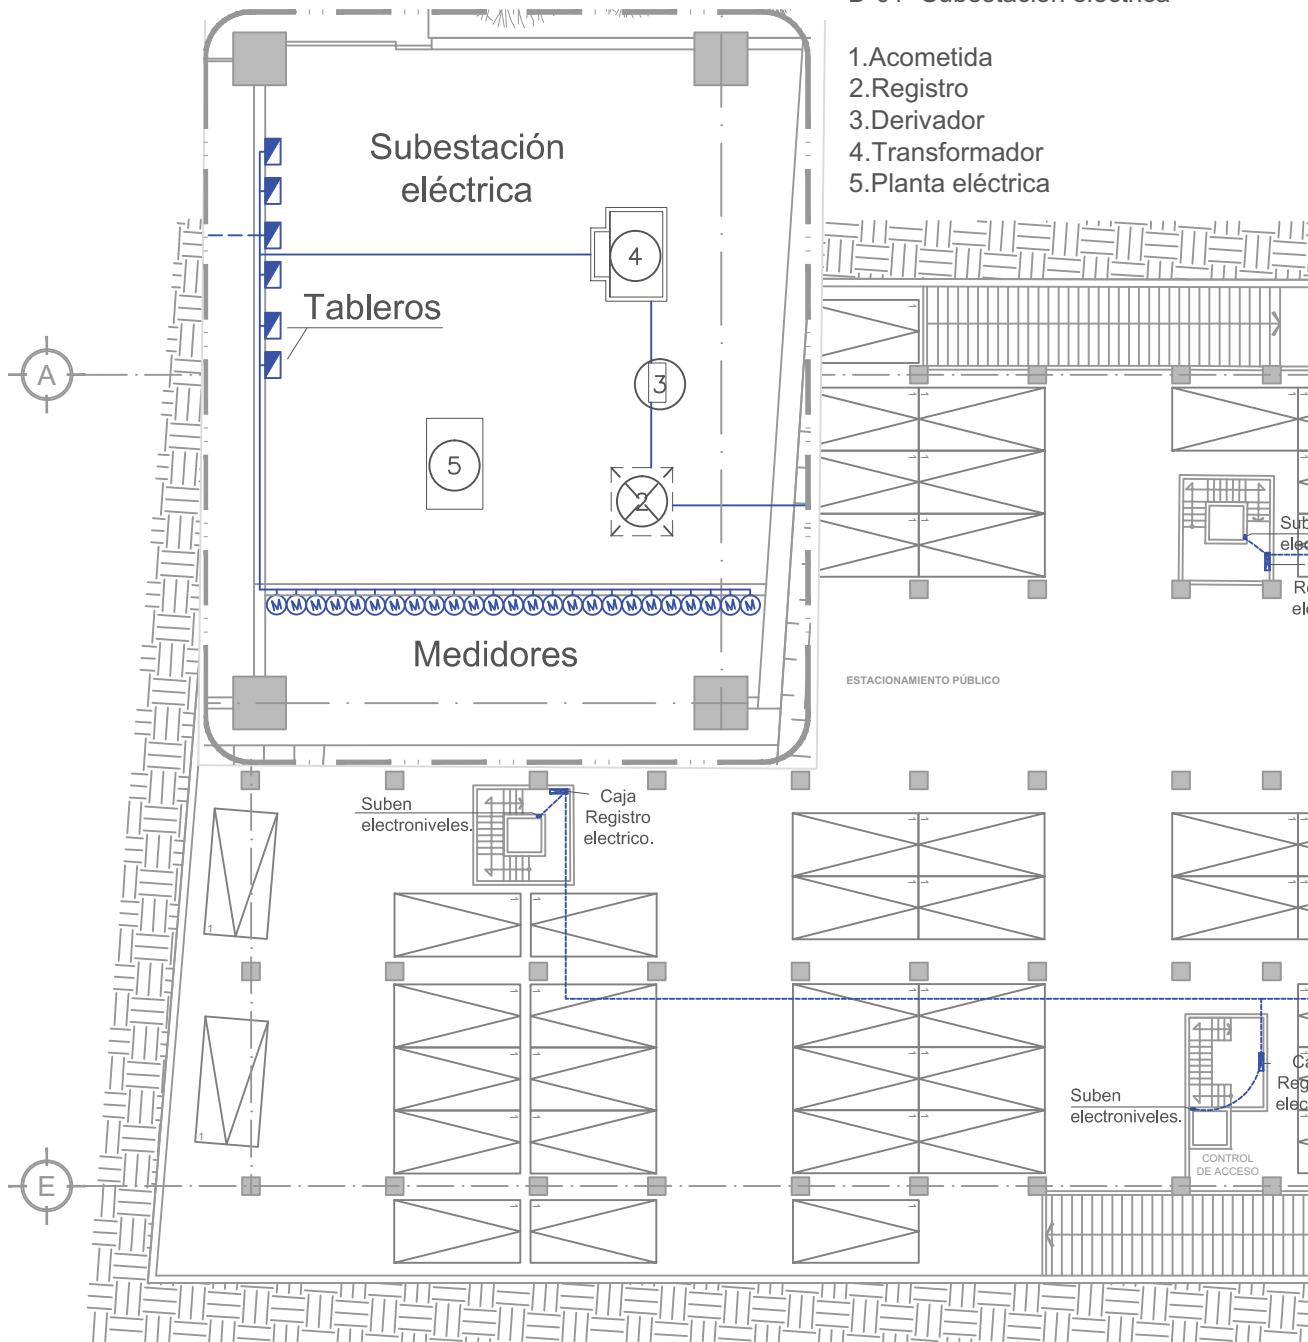 1.Acometida
2.Registro
3.Derivador
4.Transformador
5.Planta eléctrica
Subestación
eléctrica
4
Tableros
A
3
5
2
M M M M M M M M M M M M M M M M M M M M M M M M M
Medidores
ESTACIONAMIENTO PÚBLICO
Suben
electroniveles.
Caja
Registro
electrico.
Suben
electroniveles.
CONTROL
DE ACCESO
E